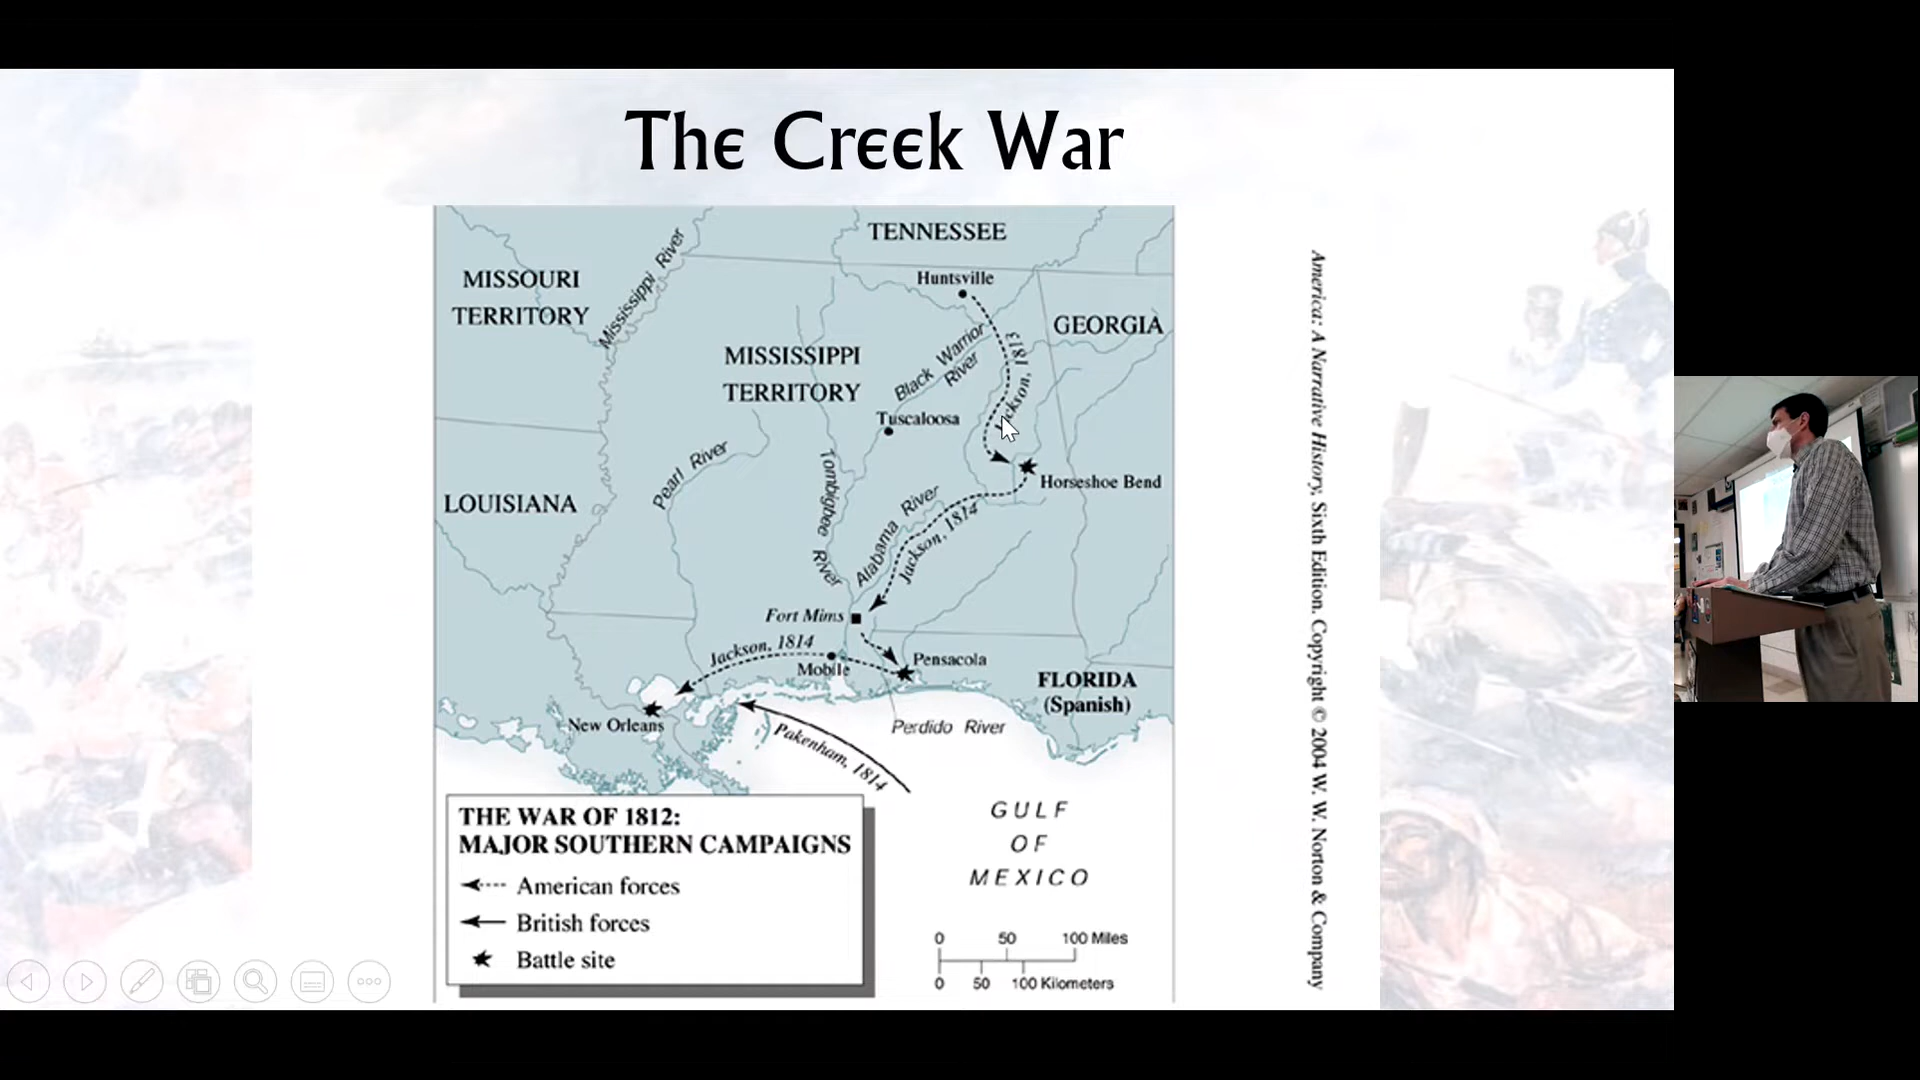 The Creek War
TENNESSEE
Huntsville
MISSOURI
TERRITORY
Mississippi River
GEORGIA
Jackson, 1813
MISSISSIPPI
TERRITORY
Black Warrior
River
Tuscaloosa
Pearl River
Tombigbee
River
Horseshoe Bend
LOUISIANA
Alabama River
Jackson, 1814
Fort Mims
Jackson, 1814
Mobile
Pensacola
FLORIDA
(Spanish)
New Orleans
Perdido River
Pakenham, 1814
GULF
OF
MEXICO
THE WAR OF 1812:
MAJOR SOUTHERN CAMPAIGNS
American forces
British forces
Battle site
0 50 100 Miles
0 50 100 Kilometers
America: A Narrative History, Sixth Edition. Copyright © 2004 W. W. Norton & Company